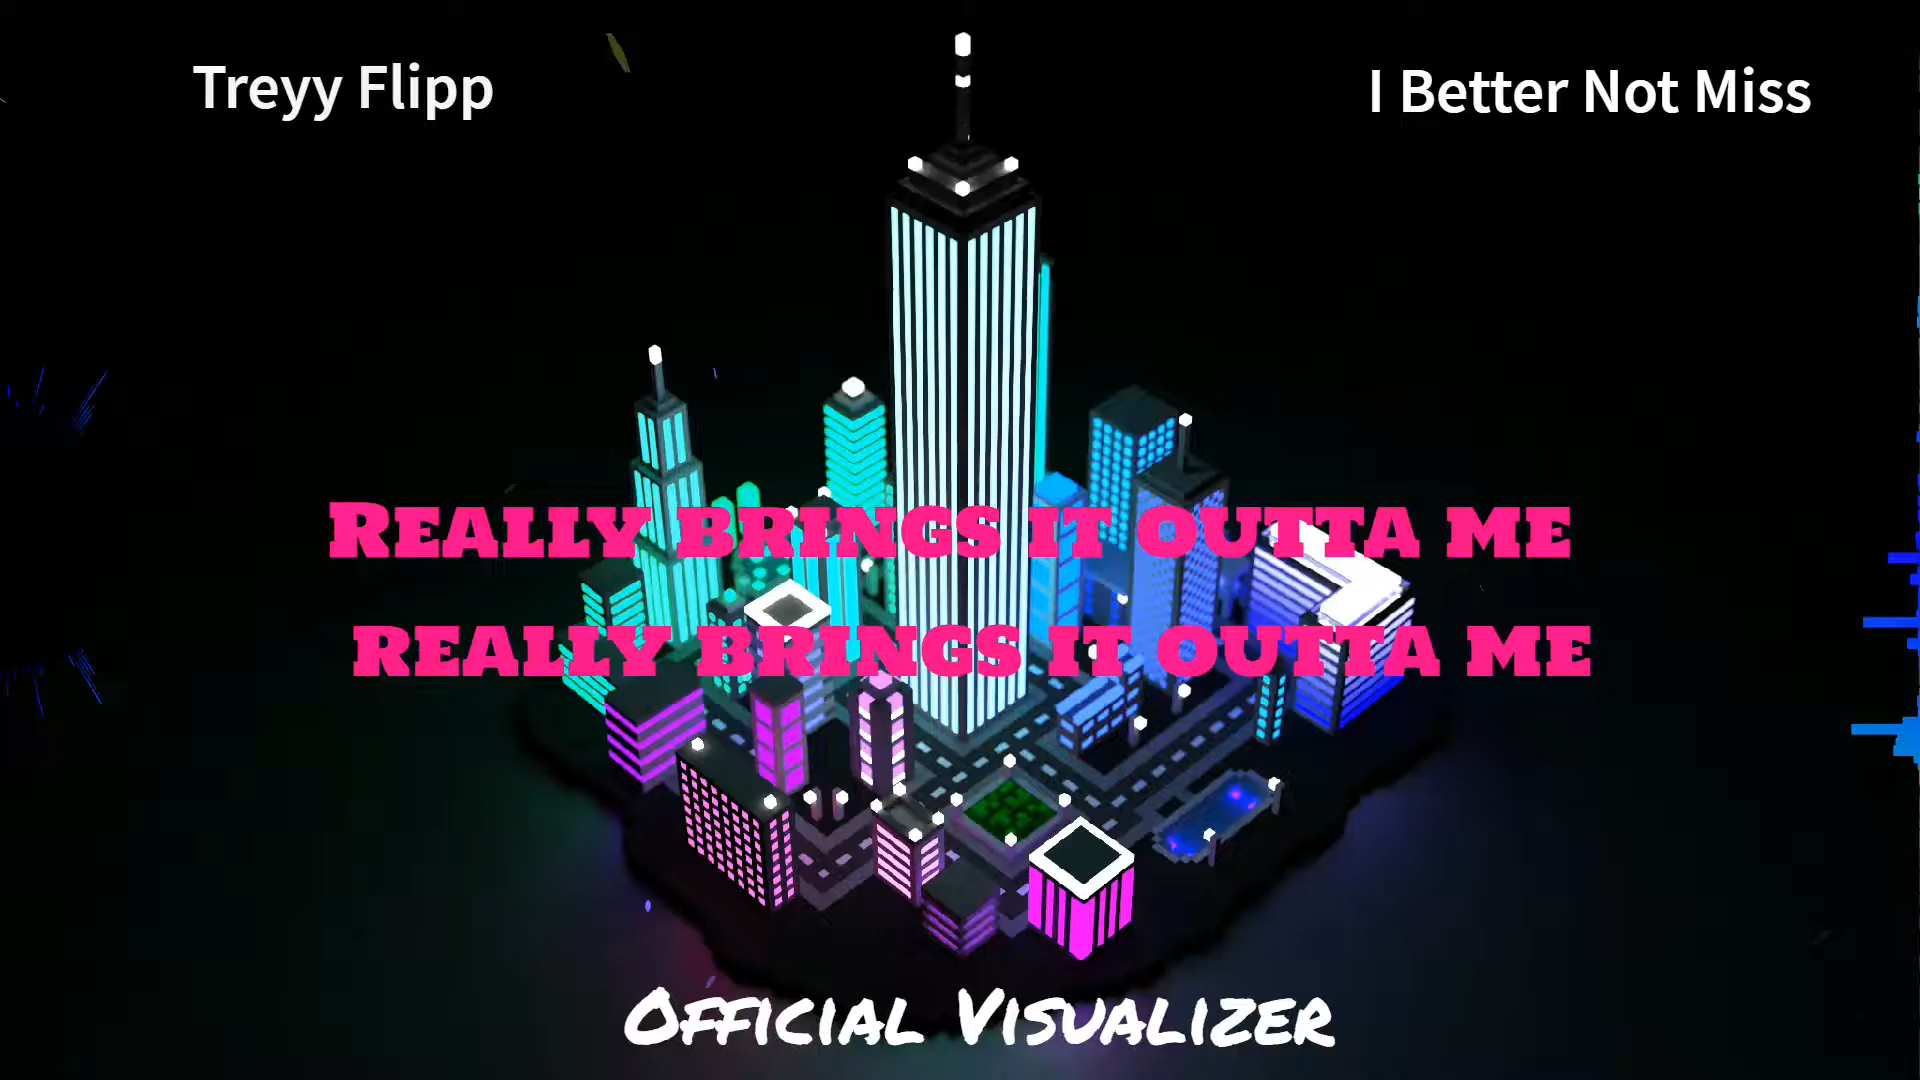 Treyy Flipp
I Better Not Miss
Really brings it outta me
really brings it outta me
Official Visualizer